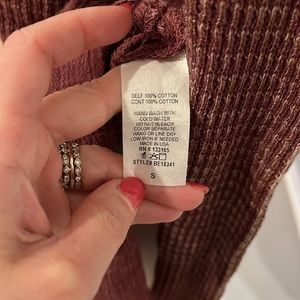 SELF 100% COTTON
CONT 100% COTTON
HAND WASH WITH
COLD WATER
DO NOT BLEACH
COLOR SEPARATE
HANG OR LINE DRY
LOW IRON IF NEEDED
MADE IN USA
RN # 133165
STYLE# BE18341
S